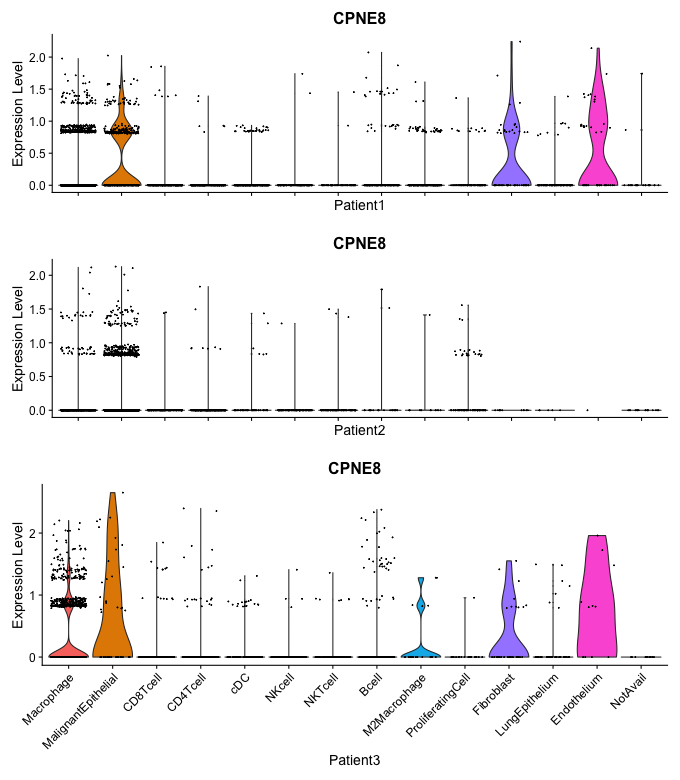 CPNE8
Expression Level
2.0
1.5
1.0
0.5
0.0
Patient1
CPNE8
Expression Level
2.0
1.5
1.0
0.5
0.0
Patient2
CPNE8
Expression Level
2
1
0
Macrophage
MalignantEpithelial
CD8Tcell
CD4Tcell
cDC
NKcell
NKTcell
Bcell
M2Macrophage
ProliferatingCell
Fibroblast
LungEpithelium
Endothelium
NotAvail
Patient3